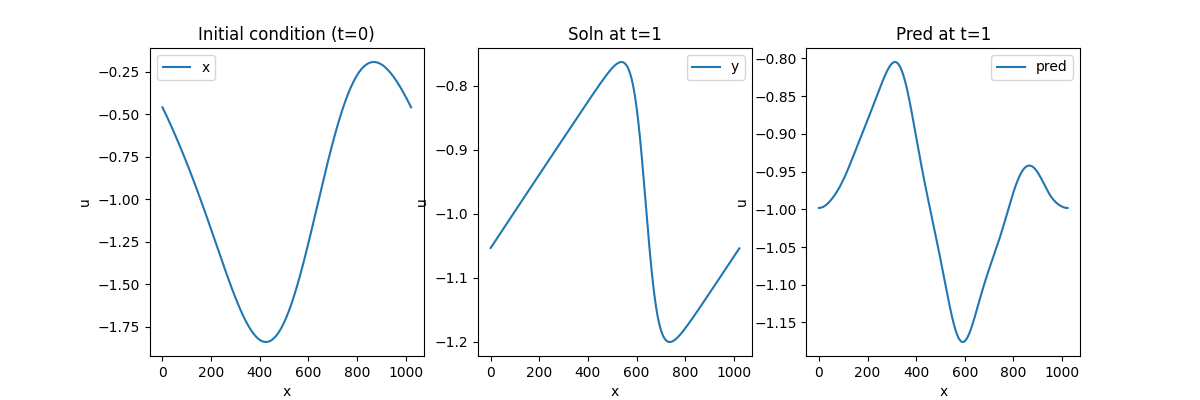 Initial condition (t=0)
x
−0.25
−0.50
−0.75
−1.00
−1.25
−1.50
−1.75
u
0 200 400 600 800 1000
x
Soln at t=1
y
−0.8
−0.9
−1.0
−1.1
−1.2
u
0 200 400 600 800 1000
x
Pred at t=1
pred
−0.80
−0.85
−0.90
−0.95
−1.00
−1.05
−1.10
−1.15
u
0 200 400 600 800 1000
x